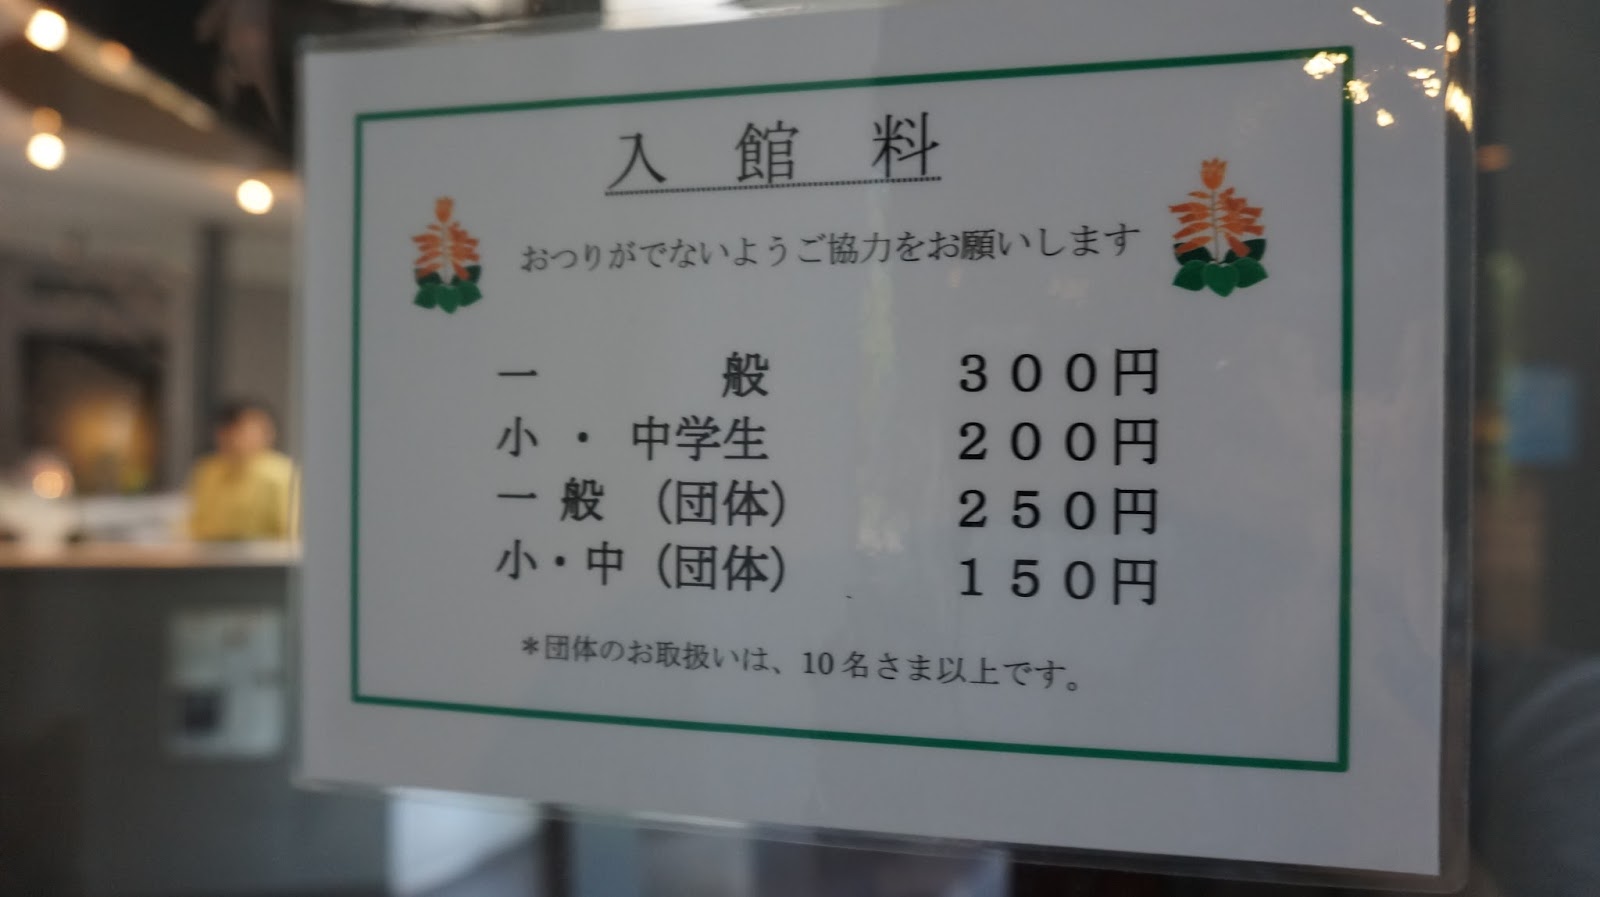 入館料
おつりがでないようご協力をお願いします
一般 ３００円
小・中学生 ２００円
一般（団体） ２５０円
小・中（団体） １５０円
＊団体のお取扱いは、10名さま以上です。